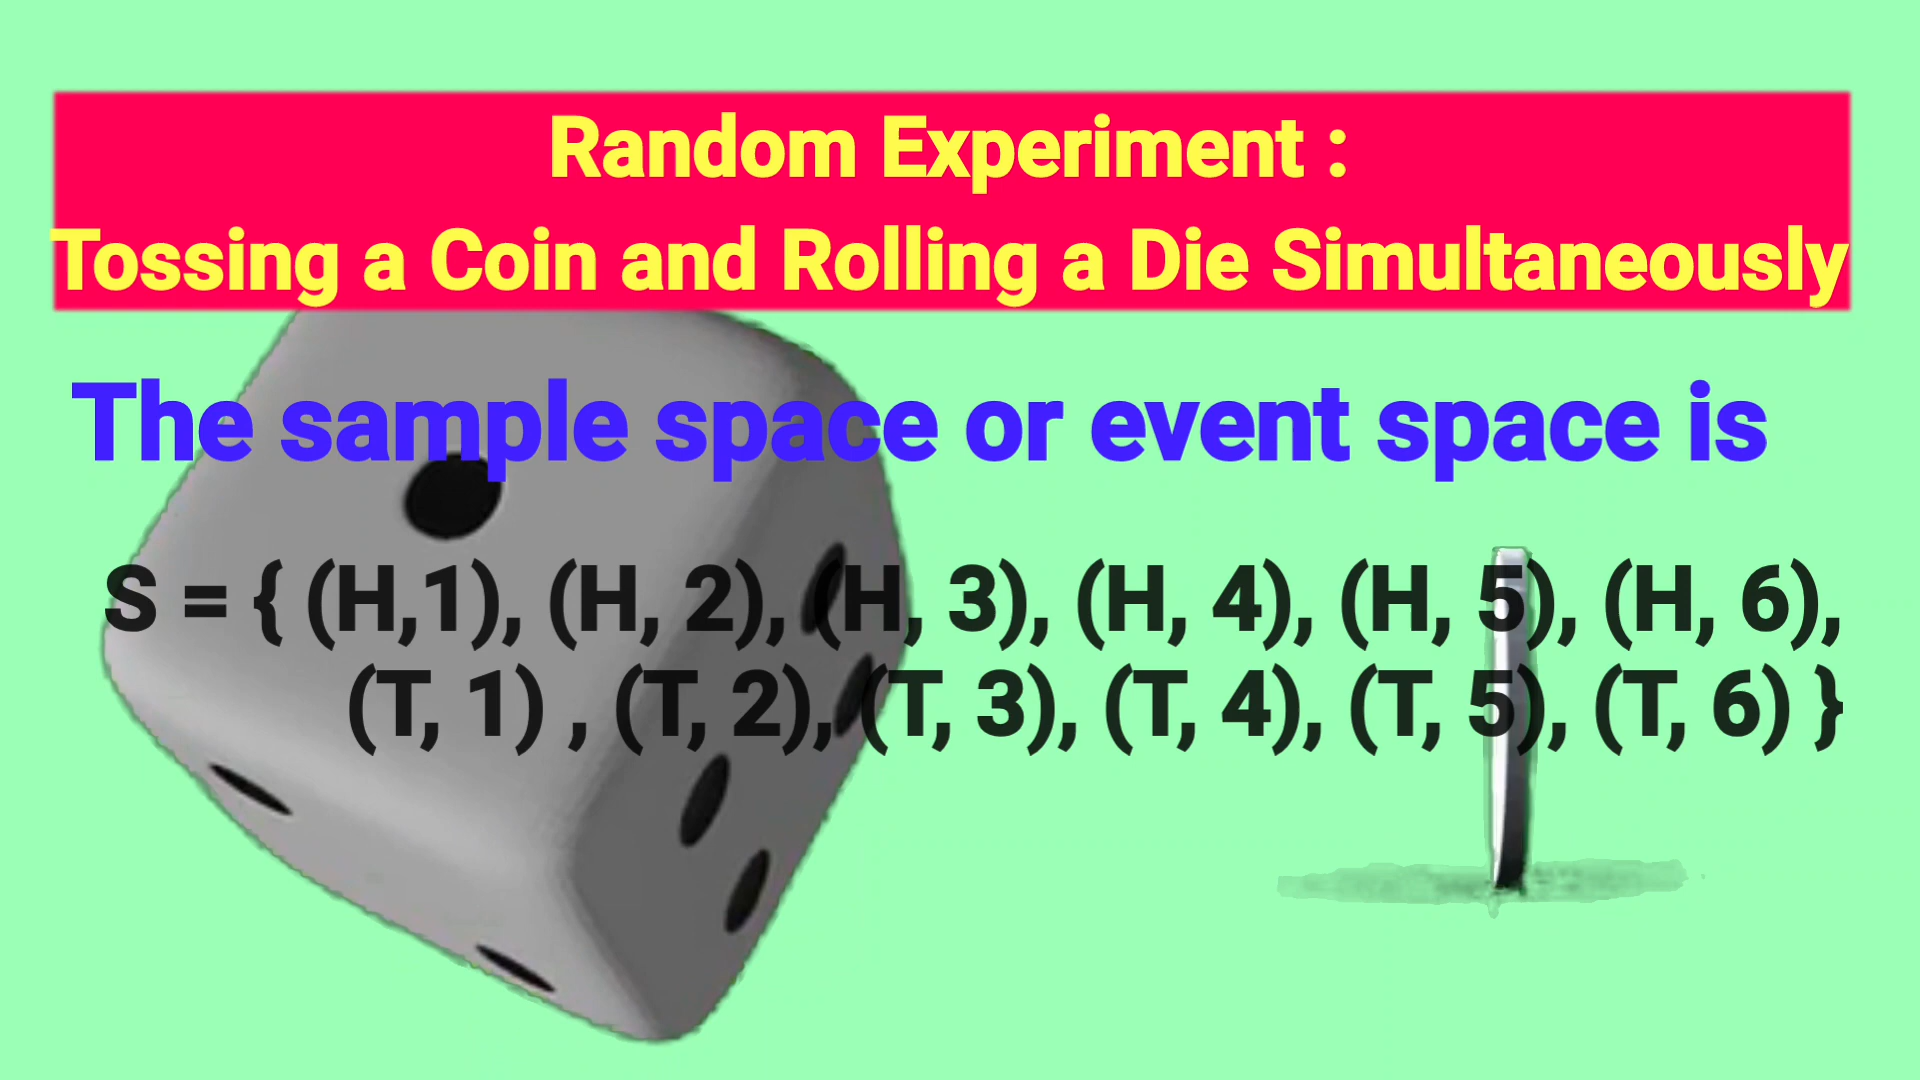 Random Experiment :
Tossing a Coin and Rolling a Die Simultaneously
The sample space or event space is
S = { (H,1), (H, 2), (H, 3), (H, 4), (H, 5), (H, 6),
(T, 1) , (T, 2), (T, 3), (T, 4), (T, 5), (T, 6) }